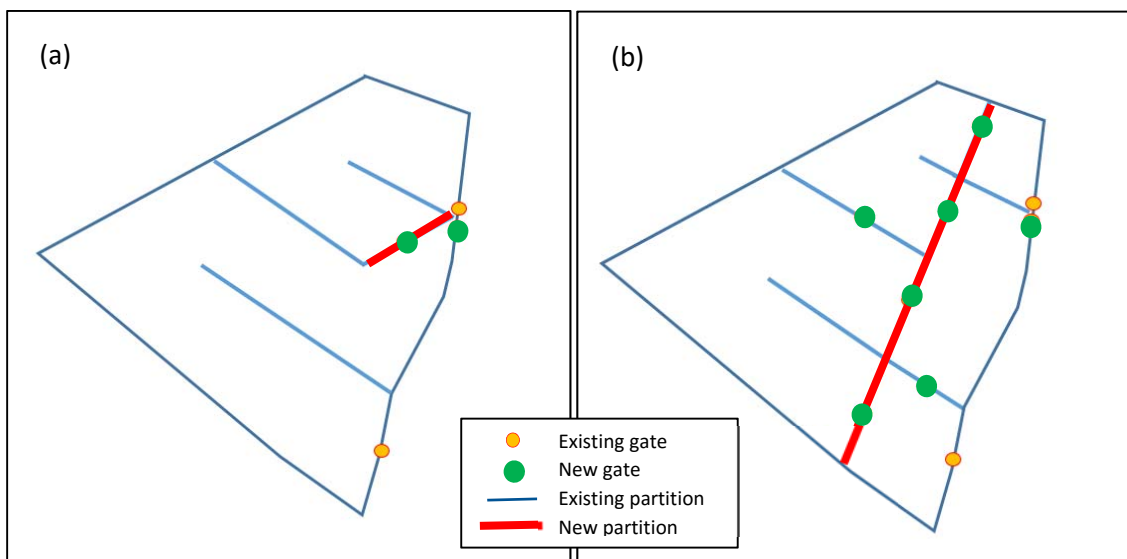 (a)
(b)
Existing gate
New gate
Existing partition
New partition